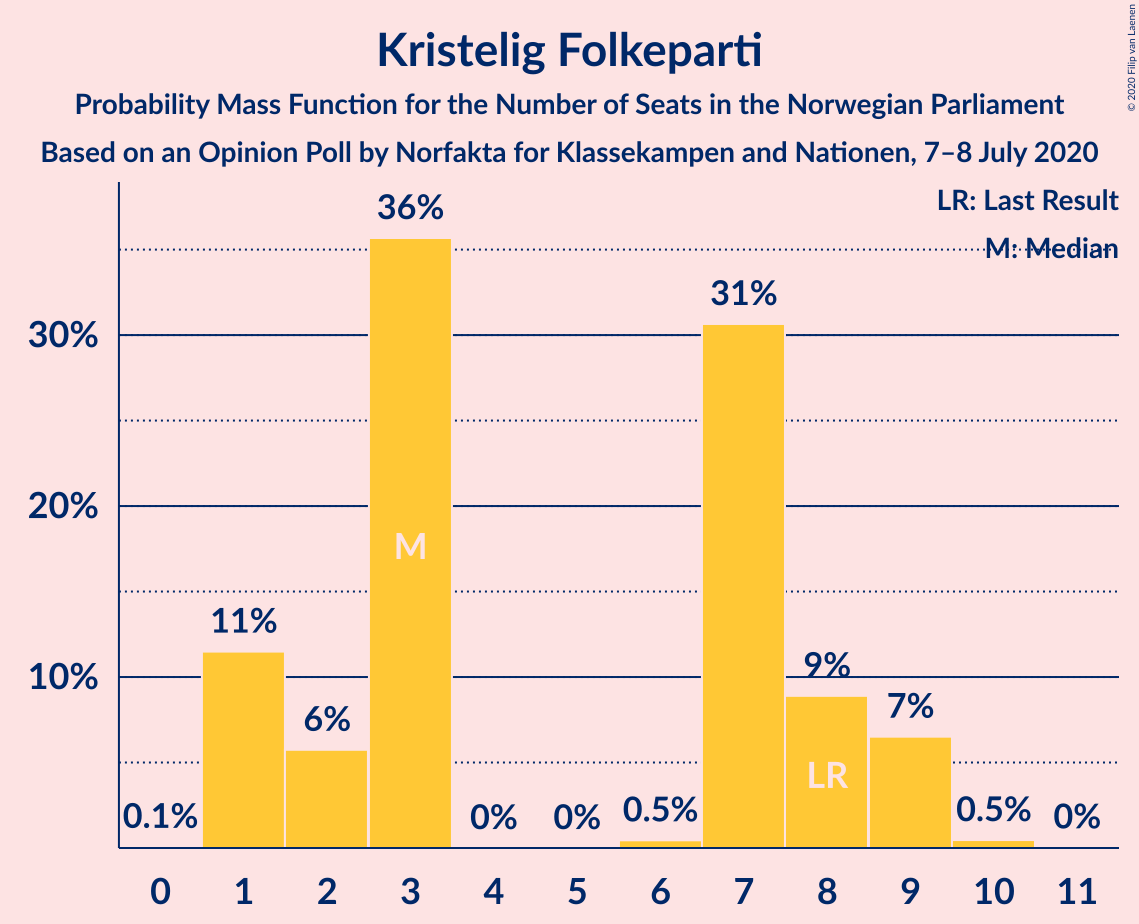 Kristelig Folkeparti
Probability Mass Function for the Number of Seats in the Norwegian Parliament
Based on an Opinion Poll by Norfakta for Klassekampen and Nationen, 7–8 July 2020
© 2020 Filip van Laenen
LR: Last Result
M: Median
36%
31%
30%
20%
M
11%
10%
9%
7%
6%
LR
0.1%
0%
0%
0.5%
0.5%
0%
0 1 2 3 4 5 6 7 8 9 10 11